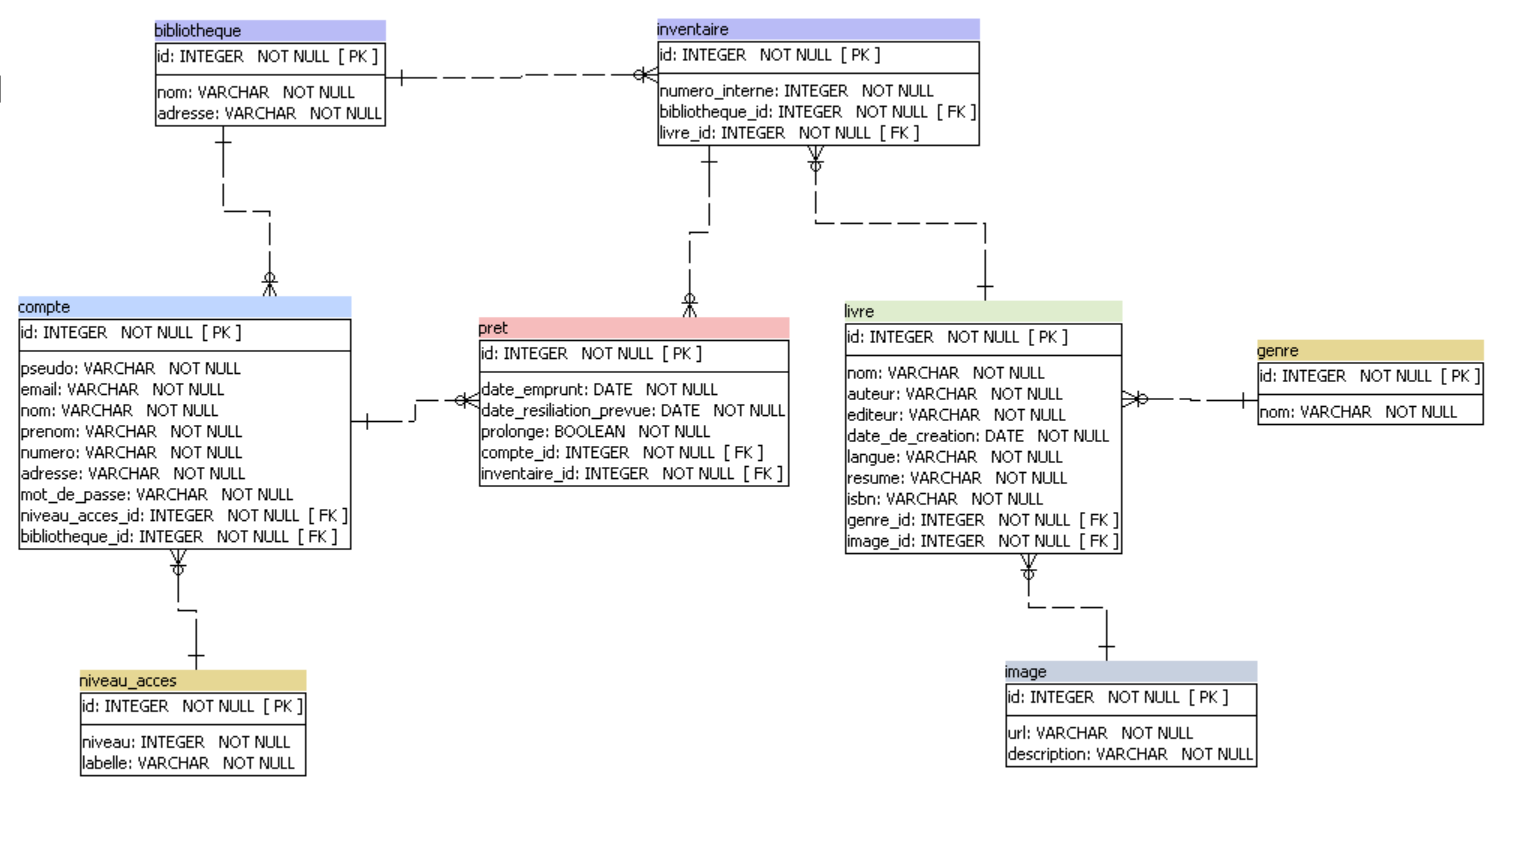 bibliotheque
id: INTEGER NOT NULL [ PK ]
nom: VARCHAR NOT NULL
adresse: VARCHAR NOT NULL
inventaire
id: INTEGER NOT NULL [ PK ]
numero_interne: INTEGER NOT NULL
bibliotheque_id: INTEGER NOT NULL [ FK ]
livre_id: INTEGER NOT NULL [ FK ]
compte
id: INTEGER NOT NULL [ PK ]
pseudo: VARCHAR NOT NULL
email: VARCHAR NOT NULL
nom: VARCHAR NOT NULL
prenom: VARCHAR NOT NULL
numero: VARCHAR NOT NULL
adresse: VARCHAR NOT NULL
mot_de_passe: VARCHAR NOT NULL
niveau_acces_id: INTEGER NOT NULL [ FK ]
bibliotheque_id: INTEGER NOT NULL [ FK ]
pret
id: INTEGER NOT NULL [ PK ]
date_emprunt: DATE NOT NULL
date_resiliation_prevue: DATE NOT NULL
prolonge: BOOLEAN NOT NULL
compte_id: INTEGER NOT NULL [ FK ]
inventaire_id: INTEGER NOT NULL [ FK ]
livre
id: INTEGER NOT NULL [ PK ]
nom: VARCHAR NOT NULL
auteur: VARCHAR NOT NULL
editeur: VARCHAR NOT NULL
date_de_creation: DATE NOT NULL
langue: VARCHAR NOT NULL
resume: VARCHAR NOT NULL
isbn: VARCHAR NOT NULL
genre_id: INTEGER NOT NULL [ FK ]
image_id: INTEGER NOT NULL [ FK ]
genre
id: INTEGER NOT NULL [ PK ]
nom: VARCHAR NOT NULL
niveau_acces
id: INTEGER NOT NULL [ PK ]
niveau: INTEGER NOT NULL
labelle: VARCHAR NOT NULL
image
id: INTEGER NOT NULL [ PK ]
url: VARCHAR NOT NULL
description: VARCHAR NOT NULL